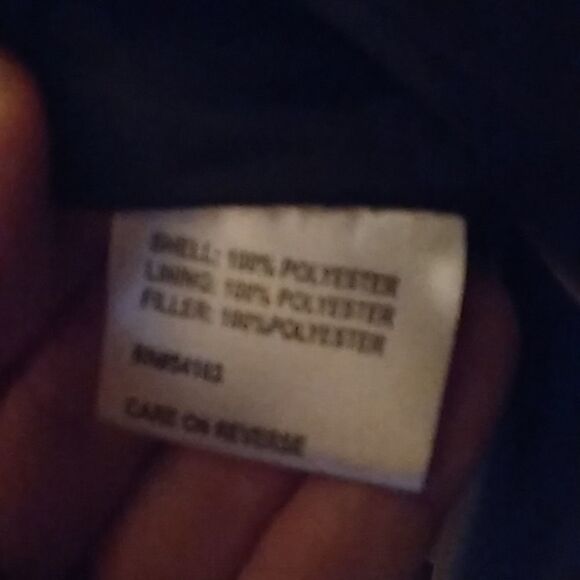 SHELL: 100% POLYESTER
LINING: 100% POLYESTER
FILLER: 100%POLYESTER
CARE ON REVERSE